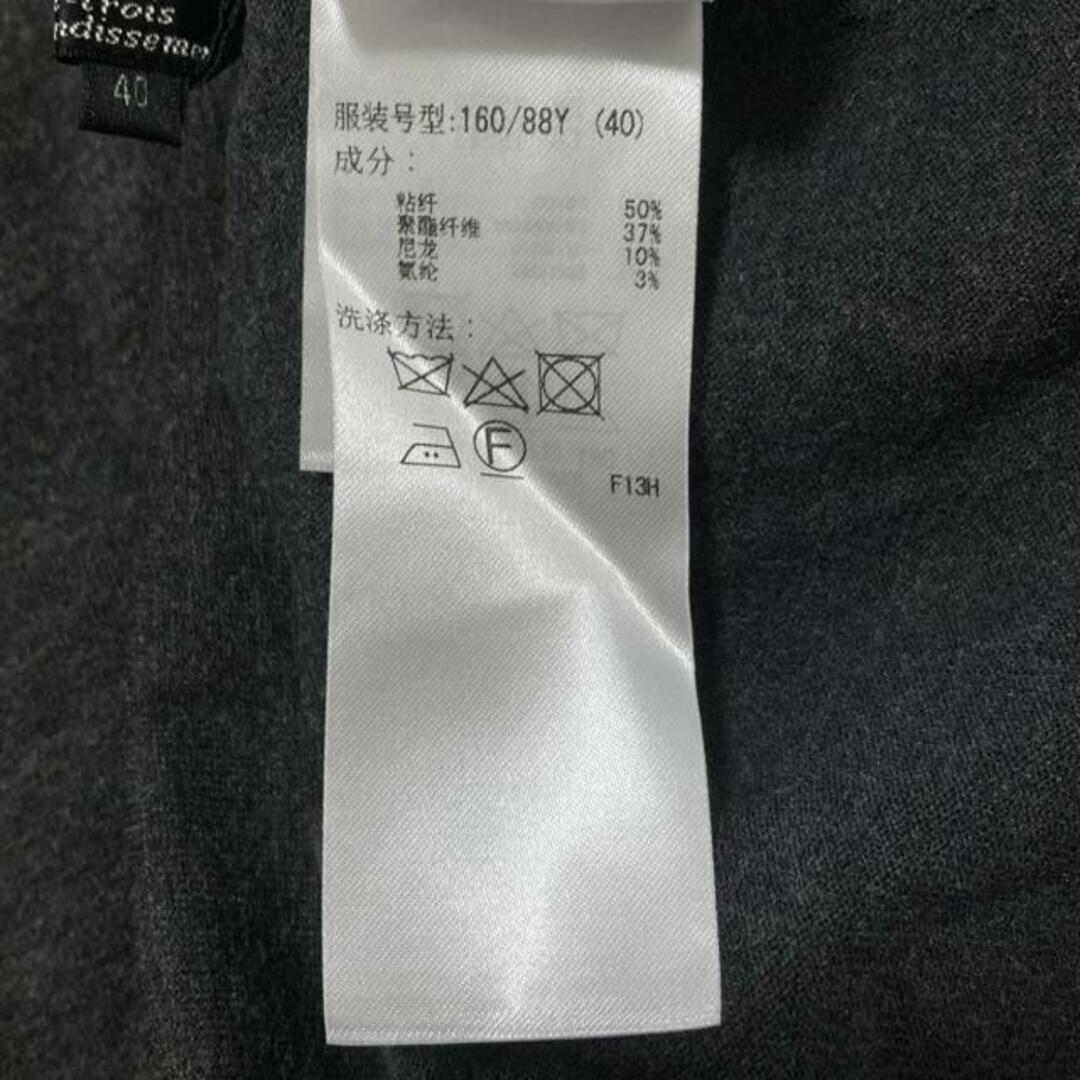 trois
40
服装号型:160/88Y (40)
成分:
粘纤 50%
聚酯纤维 37%
尼龙 10%
氨纶 3%
洗涤方法:
F
F13H